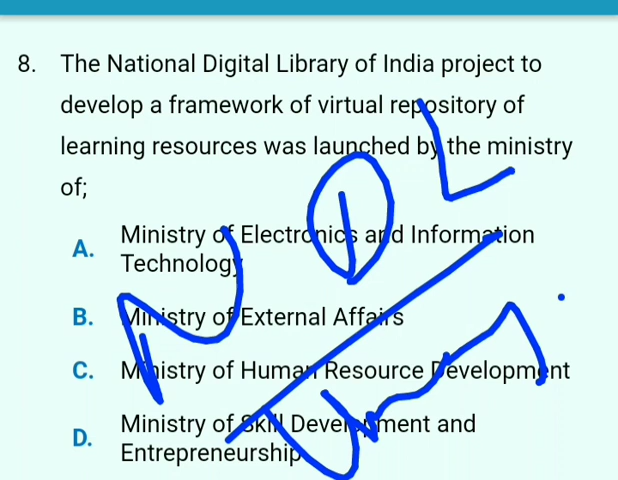 8. The National Digital Library of India project to
develop a framework of virtual repository of
learning resources was launched by the ministry
of;
A. Ministry of Electronics and Information
Technology
B. Ministry of External Affairs
C. Ministry of Human Resource Development
D. Ministry of Skill Development and
Entrepreneurship
NDL